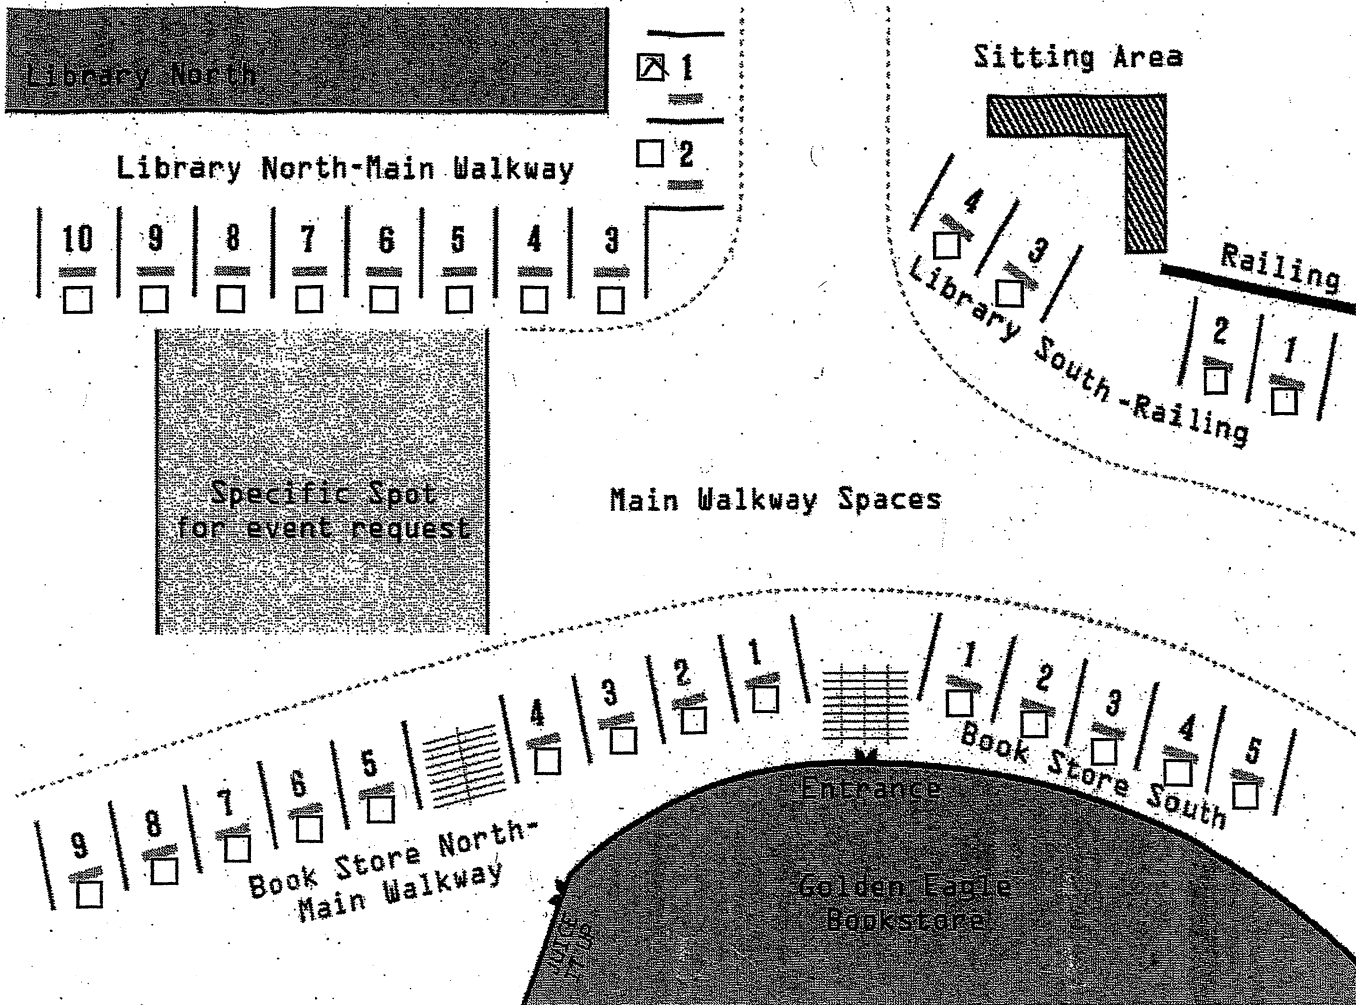 Library North
1
2
Sitting Area
Library North-Main Walkway
10 9 8 7 6 5 4 3
4 3
Library South-Railing
Railing
2 1
Specific Spot
for event request
Main Walkway Spaces
9 8 7 6 5 4 3 2 1
Book Store North-
Main Walkway
1 2 3 4 5
Book Store South
Entrance
Golden Eagle
Bookstore
JUICE
IT UP